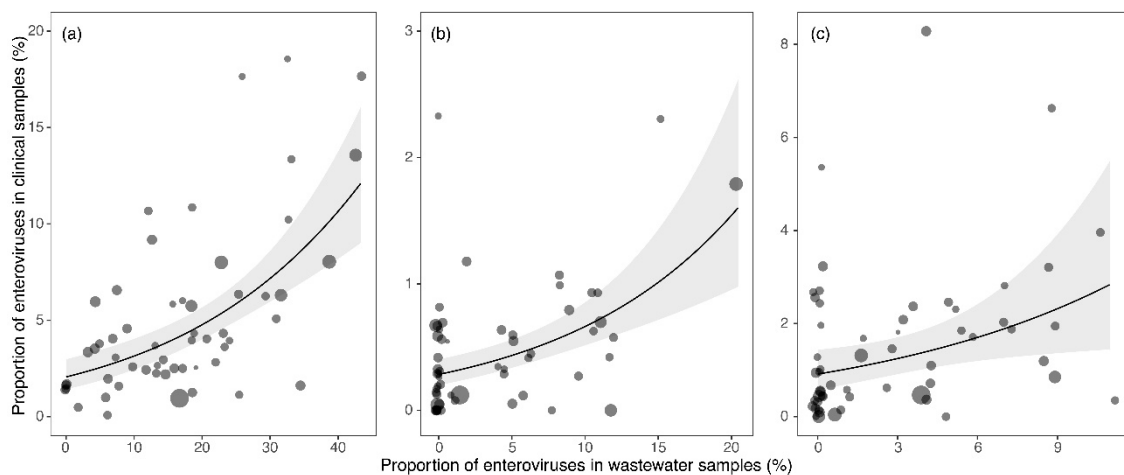 Proportion of enteroviruses in clinical samples (%)
(a)
20
15
10
5
0
0 10 20 30 40
(b)
3
2
1
0
0 5 10 15 20
(c)
8
6
4
2
0
0 3 6 9
Proportion of enteroviruses in wastewater samples (%)